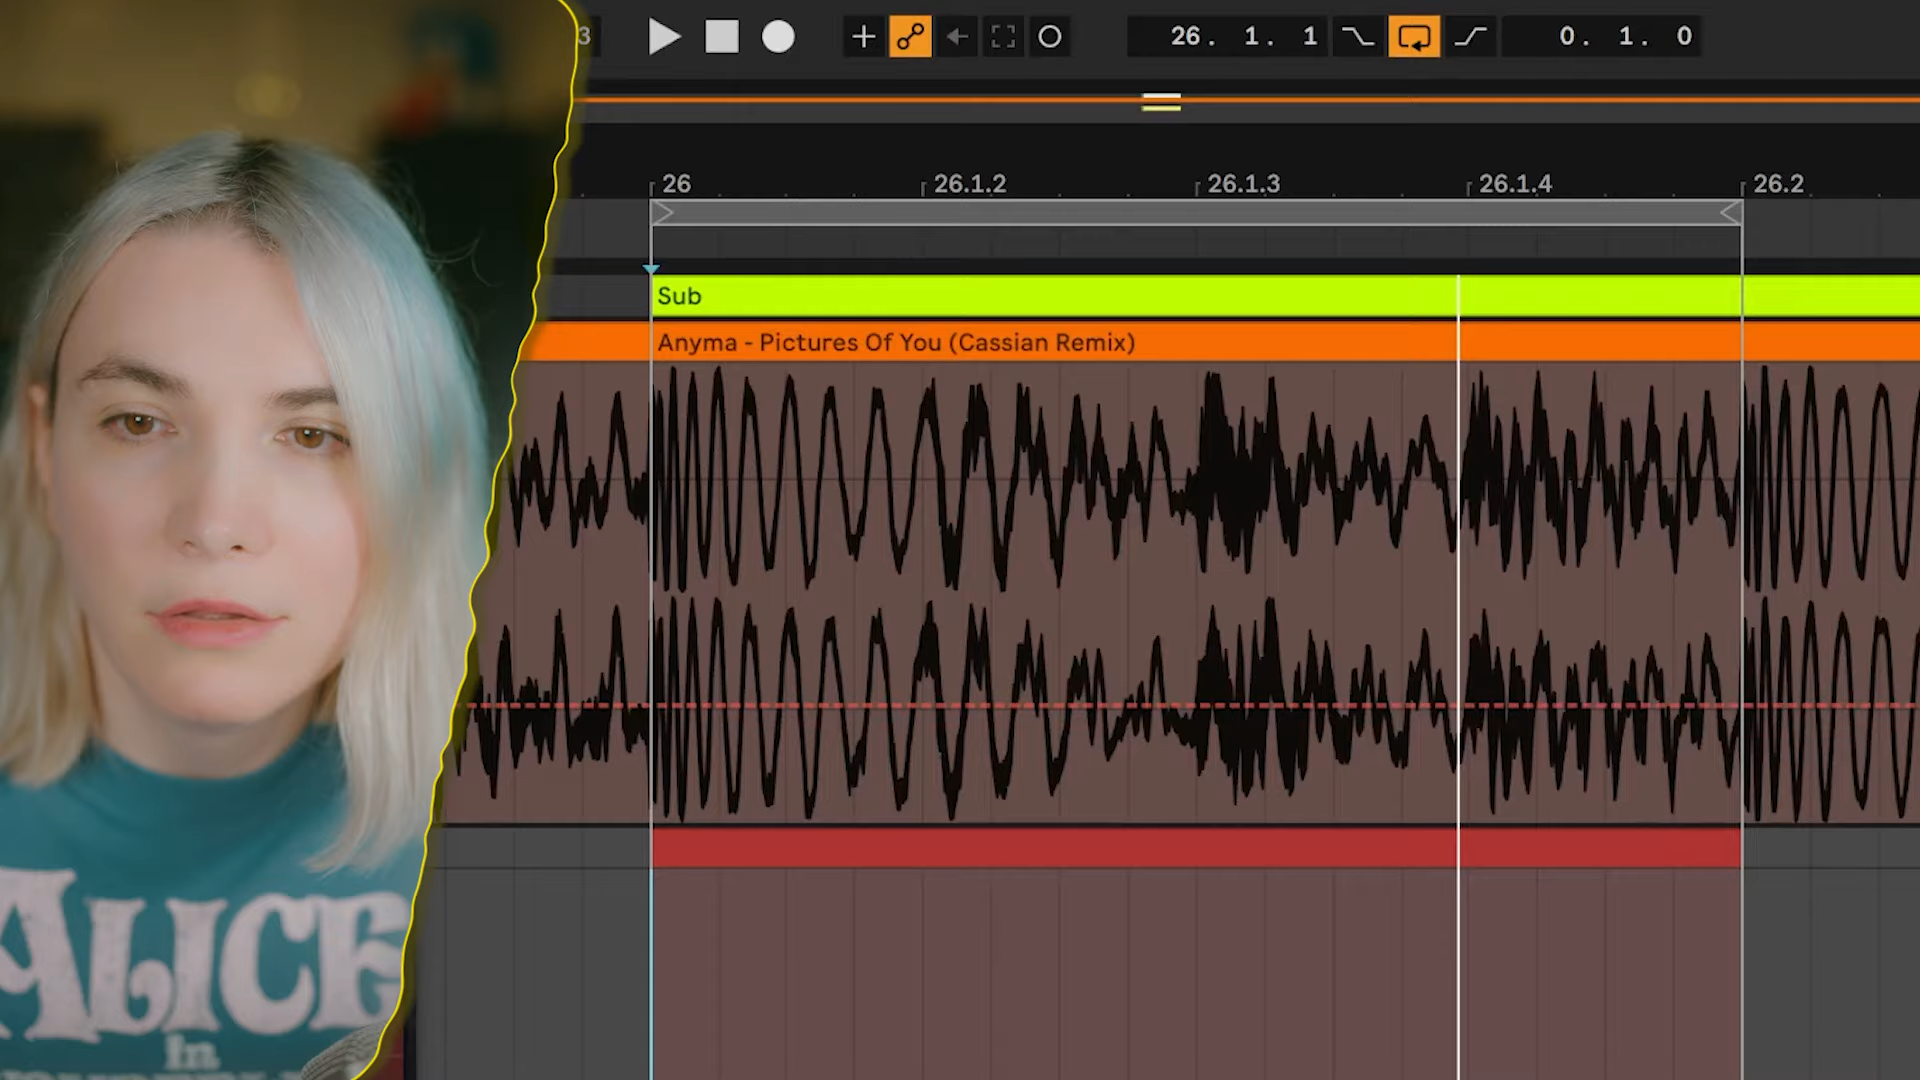 3
26. 1. 1
0. 1. 0
26
26.1.2
26.1.3
26.1.4
26.2
Sub
Anyma - Pictures Of You (Cassian Remix)
ALICE
In